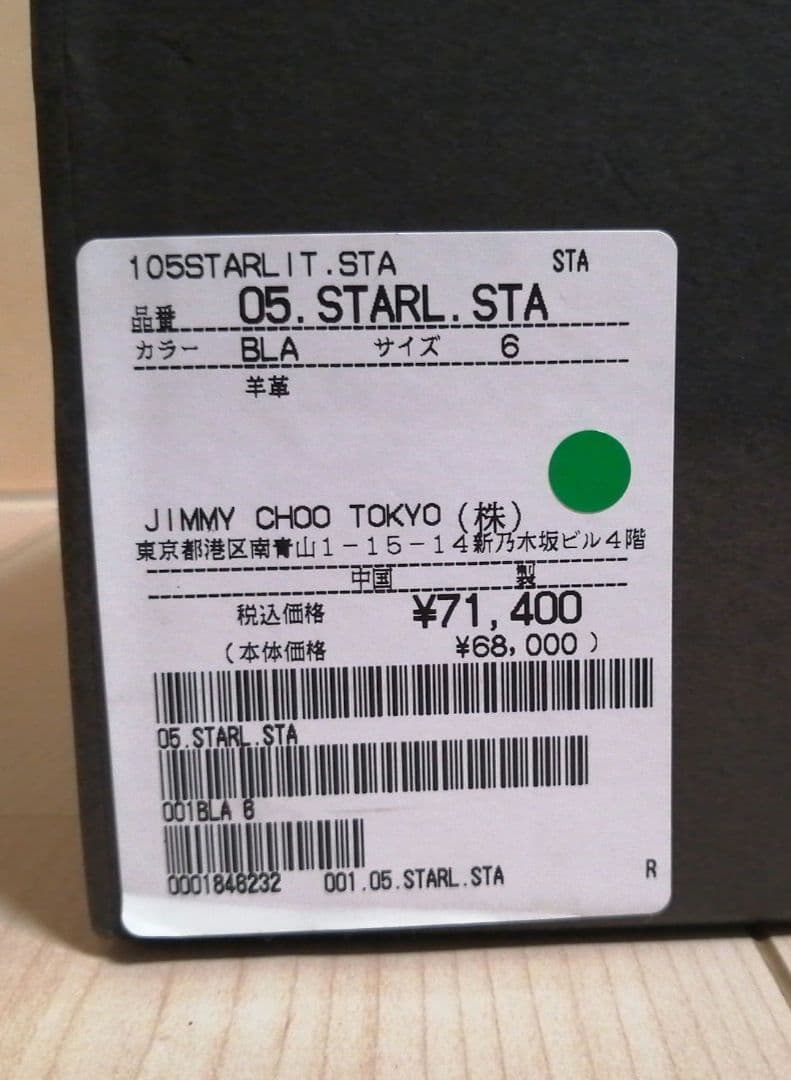 105STARLIT.STA STA
品番 05.STARL.STA
カラー BLA サイズ 6
羊革
JIMMY CHOO TOKYO (株)
東京都港区南青山1-15-14新乃木坂ビル4階
中国 製
税込価格 ¥71,400
(本体価格 ¥68,000 )
05.STARL.STA
001BLA 6
0001848232 001.05.STARL.STA R